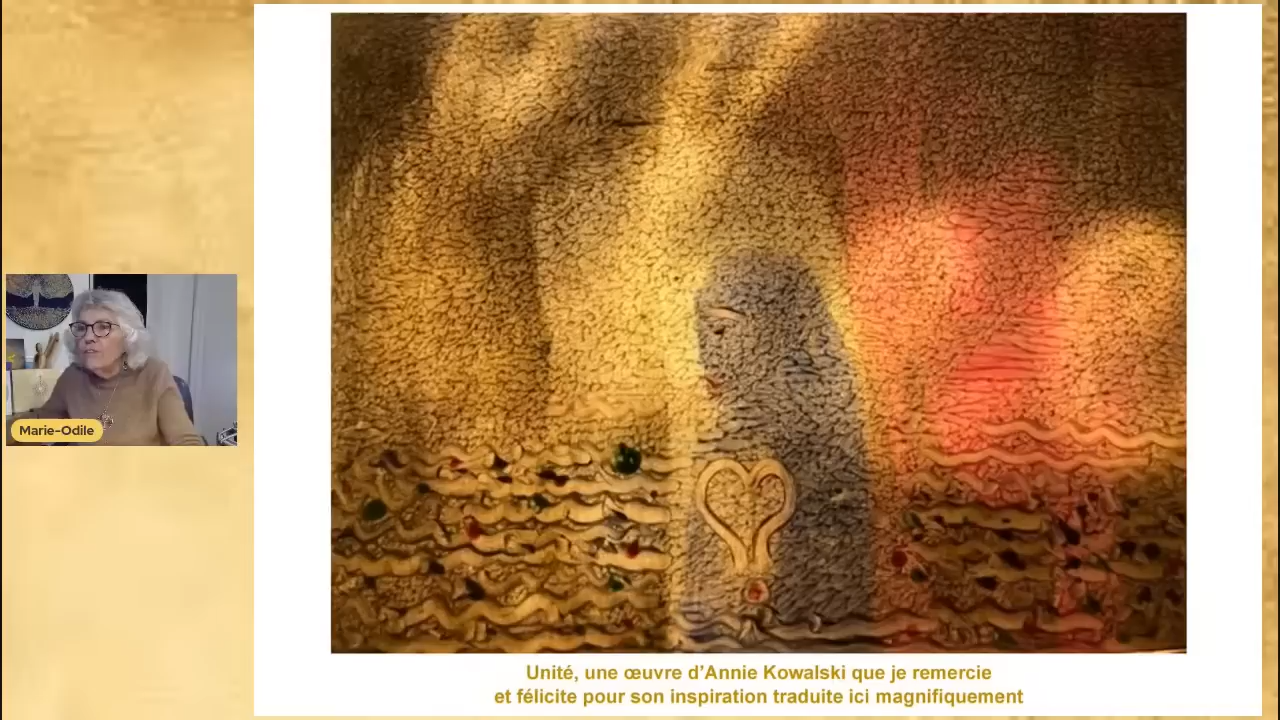 Marie-Odile
Unité, une œuvre d’Annie Kowalski que je remercie
et félicite pour son inspiration traduite ici magnifiquement